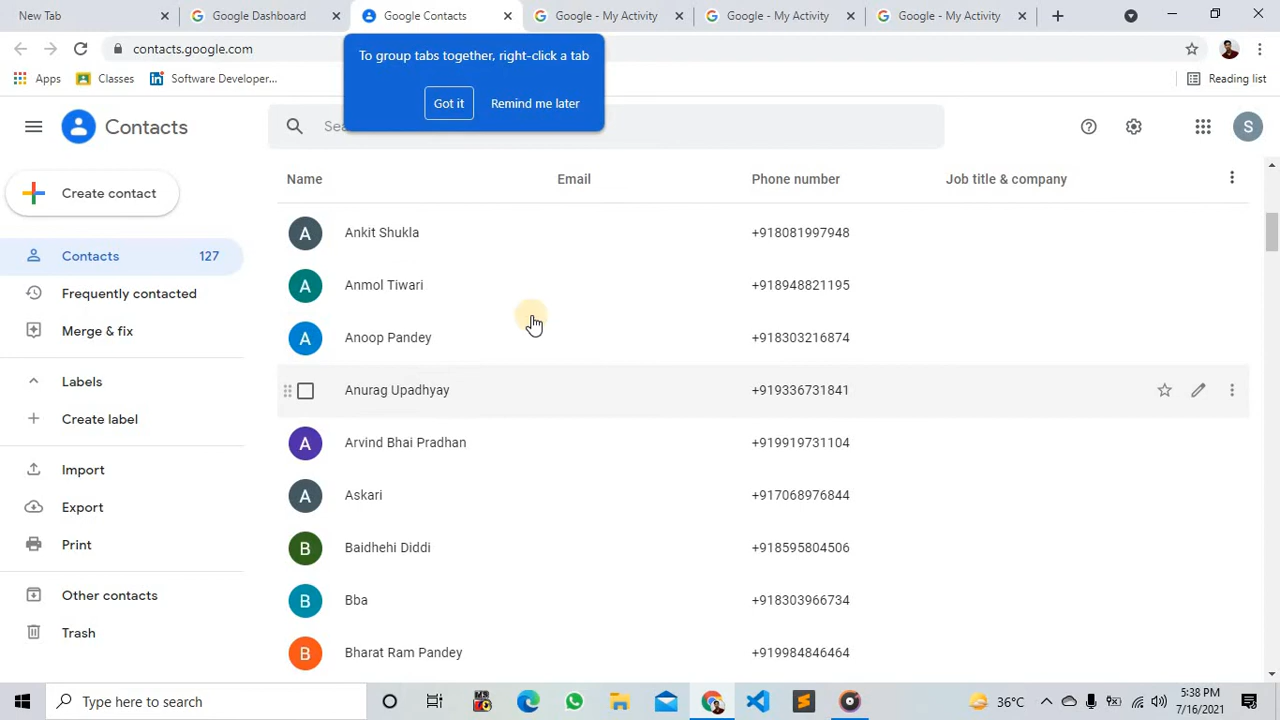 New Tab
Google Dashboard
Google Contacts
Google - My Activity
Google - My Activity
Google - My Activity
contacts.google.com
To group tabs together, right-click a tab
Got it
Remind me later
Apps
Classes
Software Developer...
Reading list
Contacts
Sea
S
Create contact
Name
Email
Phone number
Job title & company
Contacts 127
Frequently contacted
Merge & fix
Labels
Create label
Import
Export
Print
Other contacts
Trash
A Ankit Shukla +918081997948
A Anmol Tiwari +918948821195
A Anoop Pandey +918303216874
Anurag Upadhyay +919336731841
A Arvind Bhai Pradhan +919919731104
A Askari +917068976844
B Baidhehi Diddi +918595804506
B Bba +918303966734
B Bharat Ram Pandey +919984846464
Type here to search
36°C
5:38 PM
7/16/2021